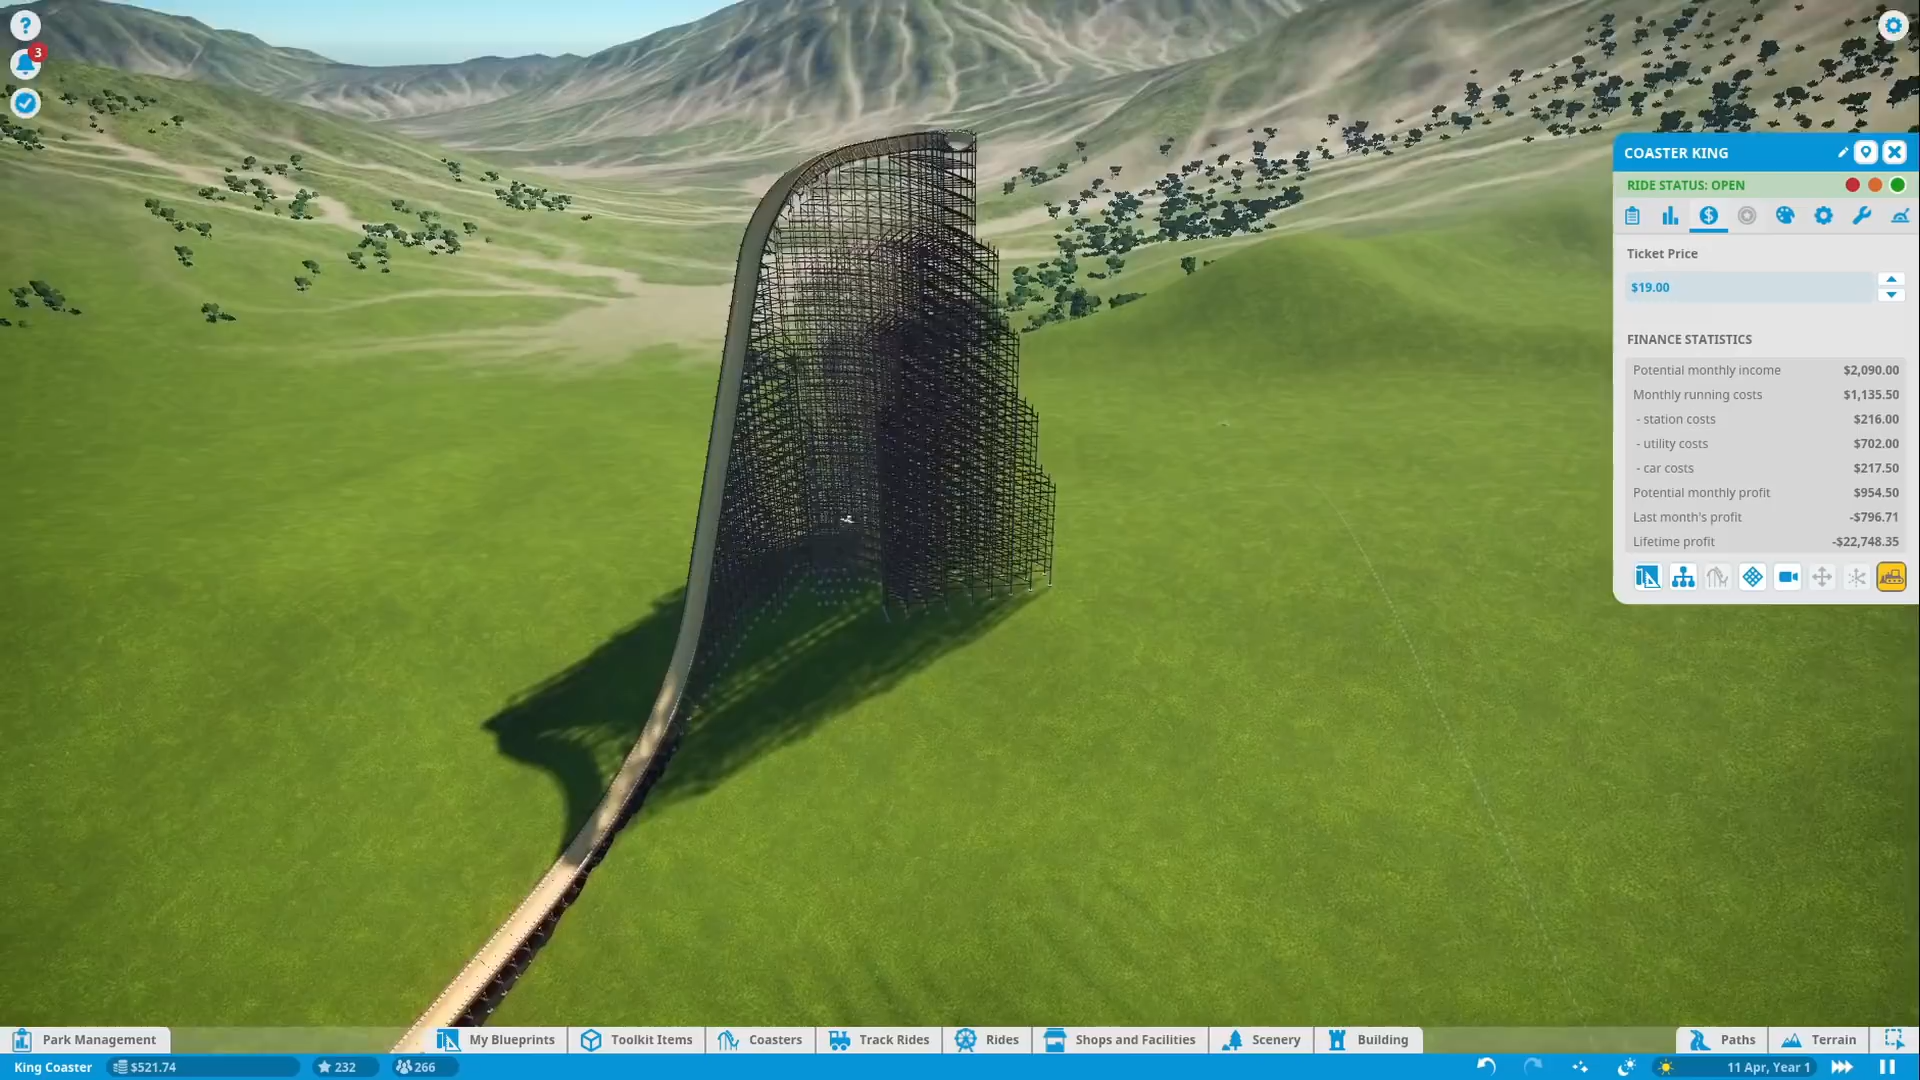 ?
3
COASTER KING
RIDE STATUS: OPEN
Ticket Price
$19.00
FINANCE STATISTICS
Potential monthly income $2,090.00
Monthly running costs $1,135.50
- station costs $216.00
- utility costs $702.00
- car costs $217.50
Potential monthly profit $954.50
Last month's profit -$796.71
Lifetime profit -$22,748.35
Park Management My Blueprints Toolkit Items Coasters Track Rides Rides Shops and Facilities Scenery Building Paths Terrain
King Coaster $521.74 232 266 11 Apr, Year 1